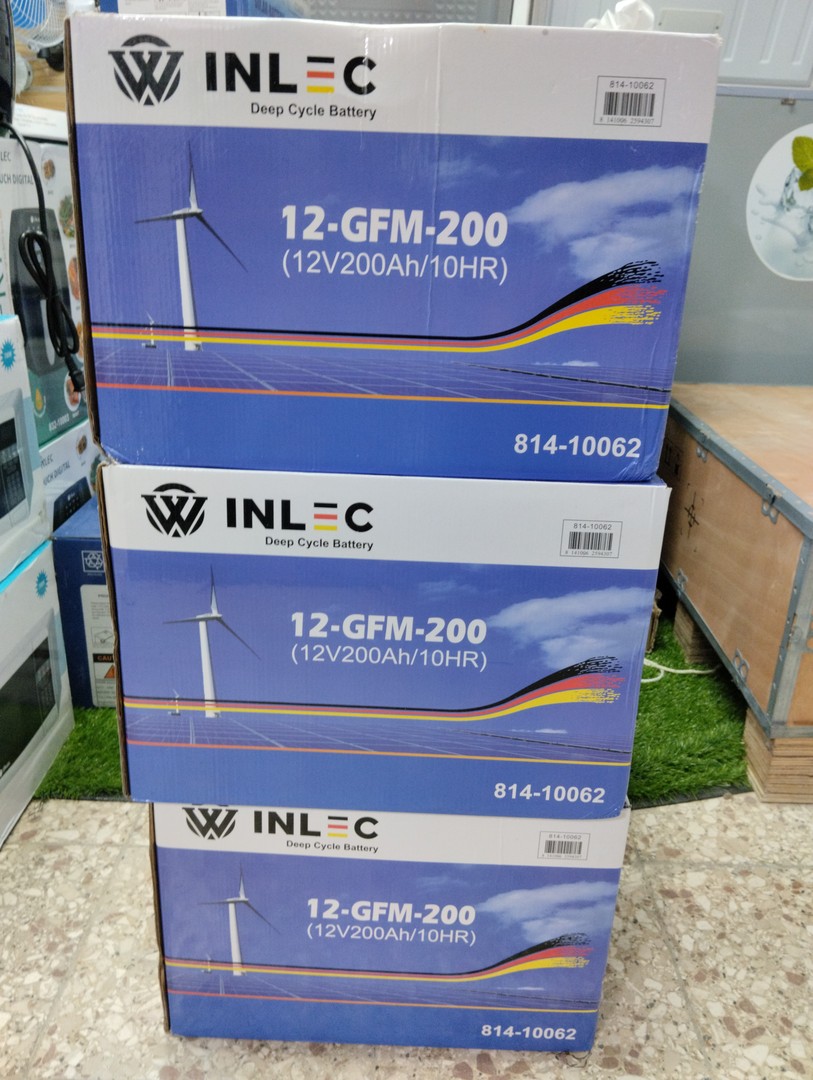 W INLEC
Deep Cycle Battery
814-10062
12-GFM-200
(12V200Ah/10HR)
814-10062
W INLEC
Deep Cycle Battery
814-10062
12-GFM-200
(12V200Ah/10HR)
814-10062
W INLEC
Deep Cycle Battery
814-10062
12-GFM-200
(12V200Ah/10HR)
814-10062